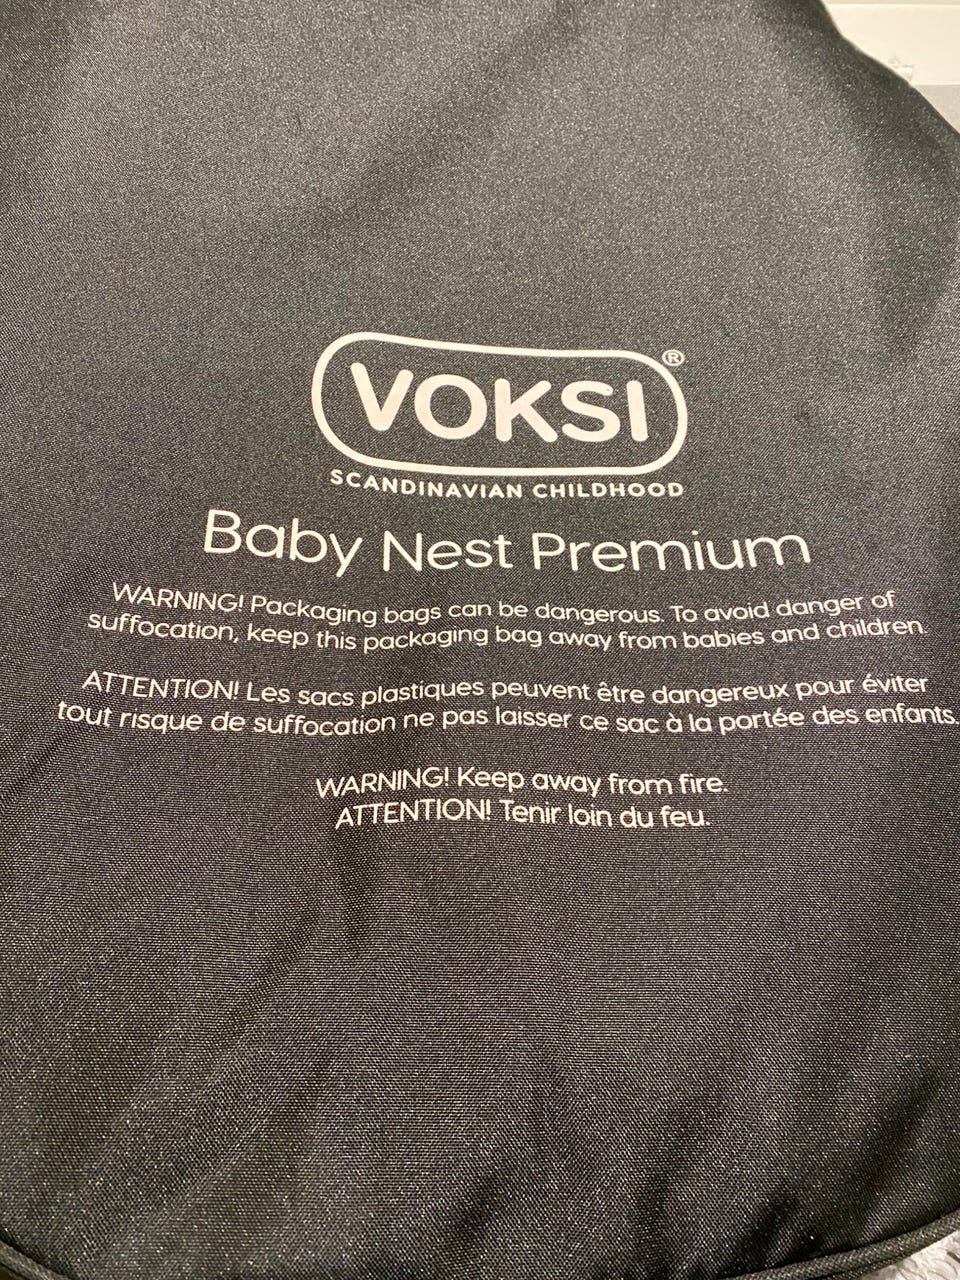 VOKSI®
SCANDINAVIAN CHILDHOOD
Baby Nest Premium
WARNING! Packaging bags can be dangerous. To avoid danger of
suffocation, keep this packaging bag away from babies and children.
ATTENTION! Les sacs plastiques peuvent être dangereux pour éviter
tout risque de suffocation ne pas laisser ce sac à la portée des enfants.
WARNING! Keep away from fire.
ATTENTION! Tenir loin du feu.